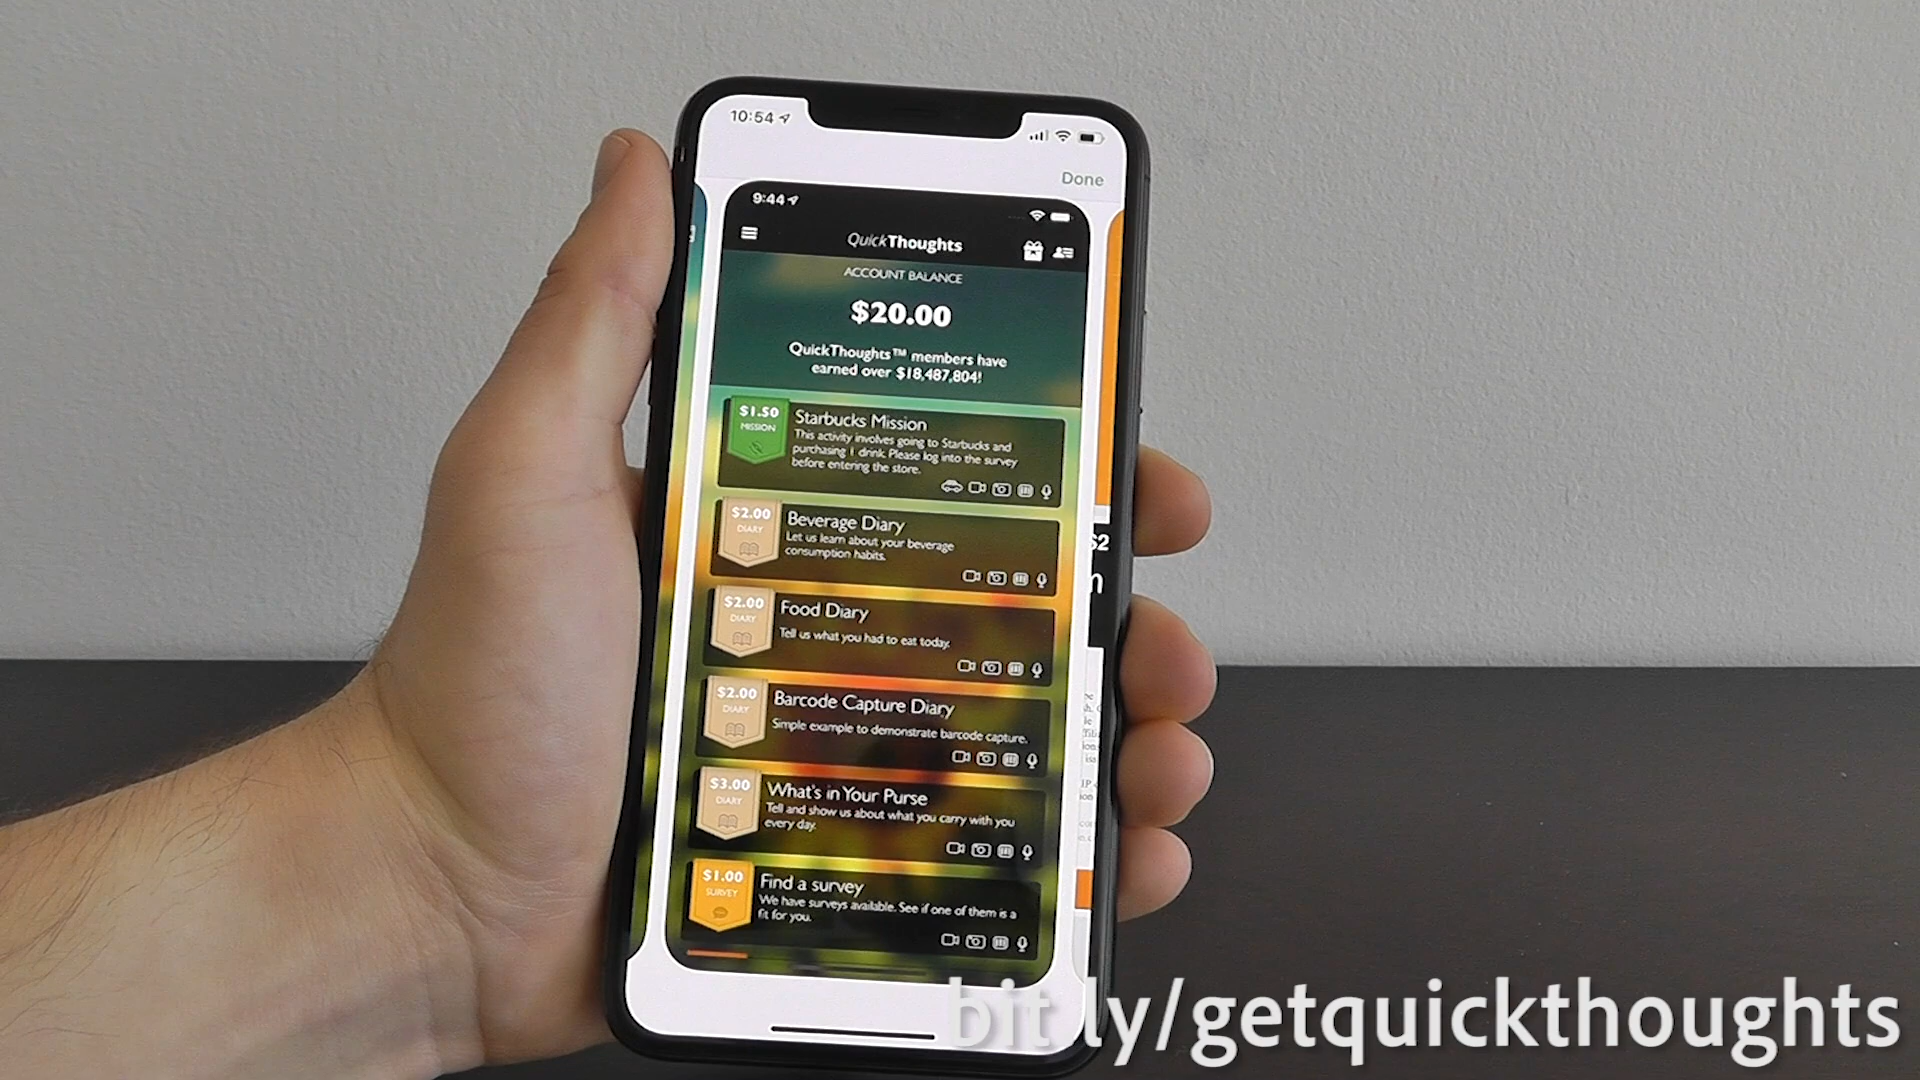 10:54
Done
9:44
QuickThoughts
ACCOUNT BALANCE
$20.00
QuickThoughts™ members have
earned over $18,487,804!
$1.50
MISSION
Starbucks Mission
This activity involves going to Starbucks and
purchasing 1 drink. Please log into the survey
before entering the store.
$2.00
DIARY
Beverage Diary
Let us learn about your beverage
consumption habits.
$2.00
DIARY
Food Diary
Tell us what you had to eat today.
$2.00
DIARY
Barcode Capture Diary
Simple example to demonstrate barcode capture.
$3.00
DIARY
What's in Your Purse
Tell and show us about what you carry with you
every day.
$1.00
SURVEY
Find a survey
We have surveys available. See if one of them is a
fit for you.
$2
n
bit.ly/getquickthoughts